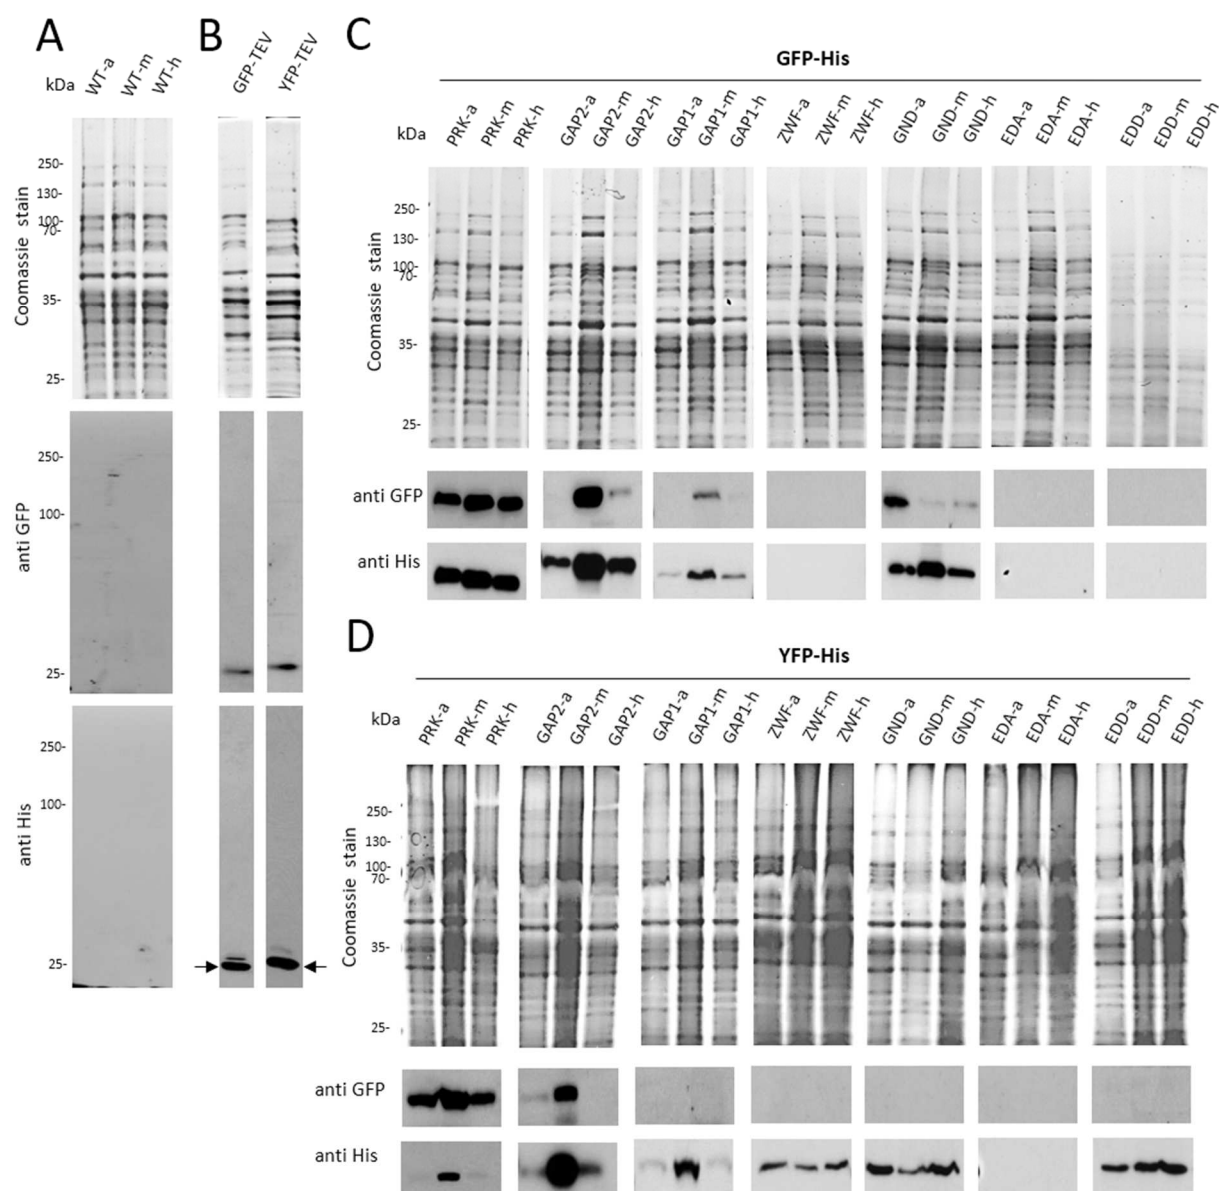 A
kDa
WT-a
WT-m
WT-h
Coomassie stain
250-
130-
100-
70-
35-
25-
anti GFP
250-
100-
25-
anti His
250-
100-
25-
B
GFP-TEV
YFP-TEV
C
GFP-His
kDa
PRK-a
PRK-m
PRK-h
GAP2-a
GAP2-m
GAP2-h
GAP1-a
GAP1-m
GAP1-h
ZWF-a
ZWF-m
ZWF-h
GND-a
GND-m
GND-h
EDA-a
EDA-m
EDA-h
EDD-a
EDD-m
EDD-h
Coomassie stain
250-
130-
100-
70-
35-
25-
anti GFP
anti His
D
YFP-His
kDa
PRK-a
PRK-m
PRK-h
GAP2-a
GAP2-m
GAP2-h
GAP1-a
GAP1-m
GAP1-h
ZWF-a
ZWF-m
ZWF-h
GND-a
GND-m
GND-h
EDA-a
EDA-m
EDA-h
EDD-a
EDD-m
EDD-h
Coomassie stain
250-
130-
100-
70-
35-
25-
anti GFP
anti His